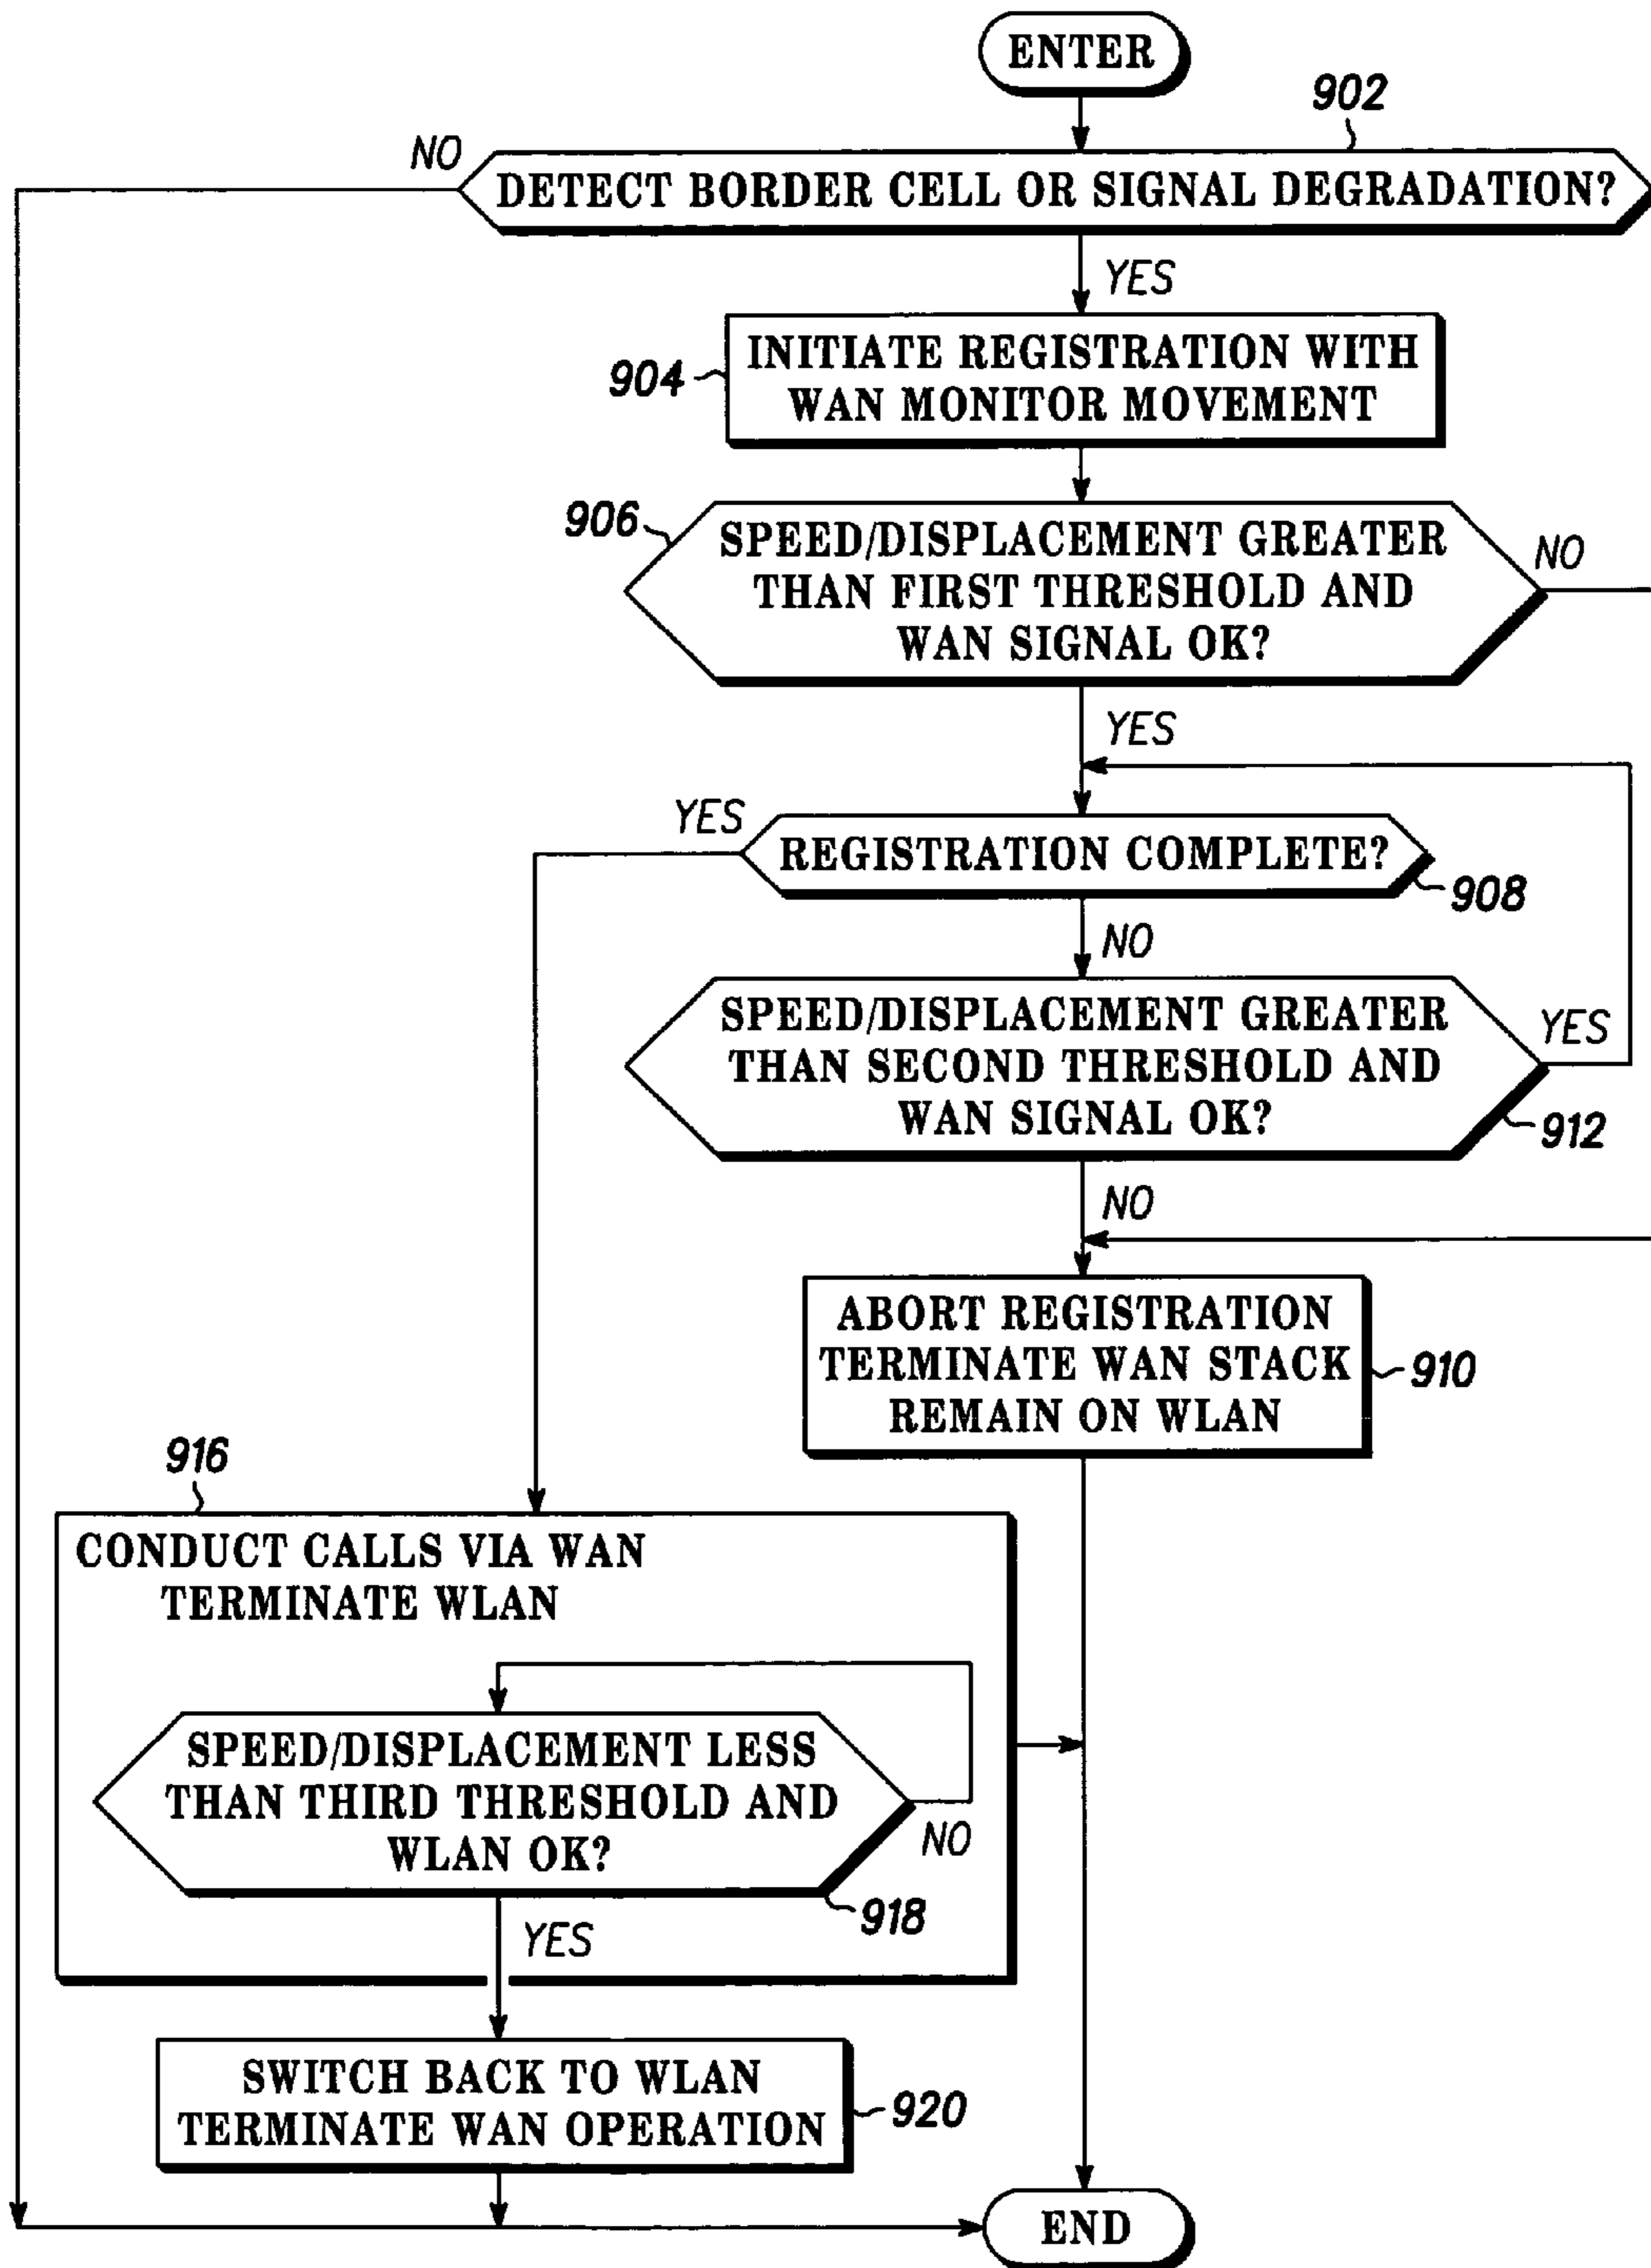 ENTER
902
NO
DETECT BORDER CELL OR SIGNAL DEGRADATION?
YES
INITIATE REGISTRATION WITH
WAN MONITOR MOVEMENT
904
906
SPEED/DISPLACEMENT GREATER
THAN FIRST THRESHOLD AND
WAN SIGNAL OK?
NO
YES
YES
REGISTRATION COMPLETE?
908
NO
SPEED/DISPLACEMENT GREATER
THAN SECOND THRESHOLD AND
WAN SIGNAL OK?
YES
912
NO
ABORT REGISTRATION
TERMINATE WAN STACK
REMAIN ON WLAN
910
916
CONDUCT CALLS VIA WAN
TERMINATE WLAN
SPEED/DISPLACEMENT LESS
THAN THIRD THRESHOLD AND
WLAN OK?
NO
918
YES
SWITCH BACK TO WLAN
TERMINATE WAN OPERATION
920
END